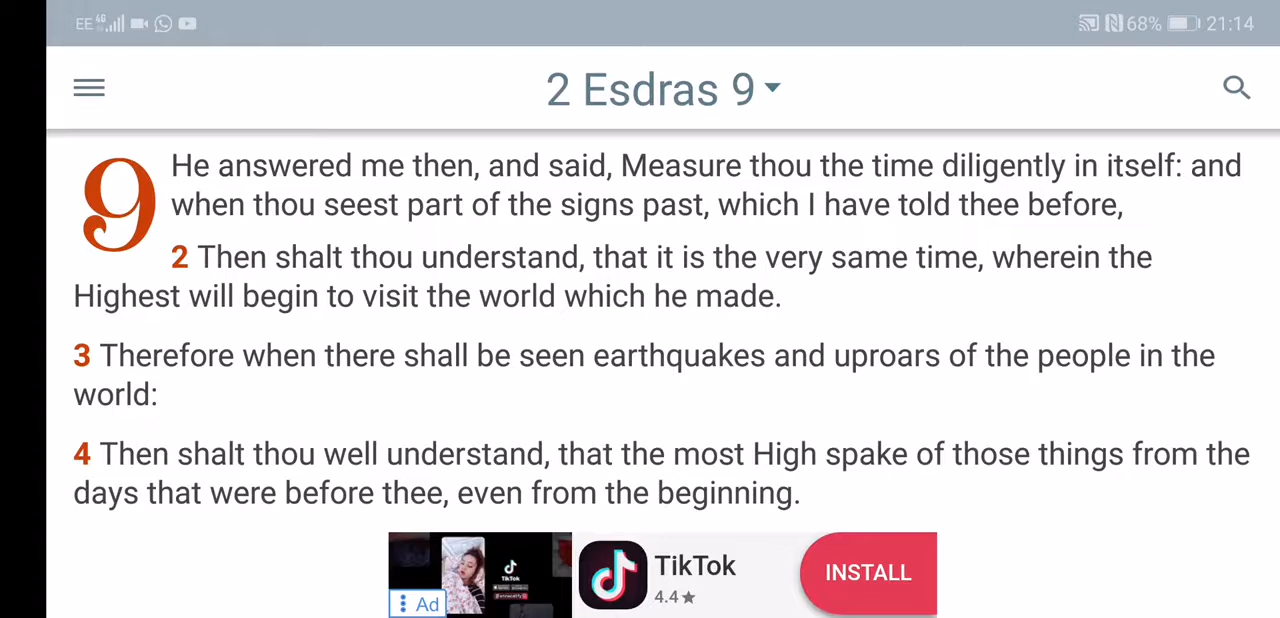 EE 4G 68% 21:14
2 Esdras 9
9 He answered me then, and said, Measure thou the time diligently in itself: and
when thou seest part of the signs past, which I have told thee before,
2 Then shalt thou understand, that it is the very same time, wherein the
Highest will begin to visit the world which he made.
3 Therefore when there shall be seen earthquakes and uproars of the people in the
world:
4 Then shalt thou well understand, that the most High spake of those things from the
days that were before thee, even from the beginning.
TikTok
Ad
TikTok
4.4★
INSTALL